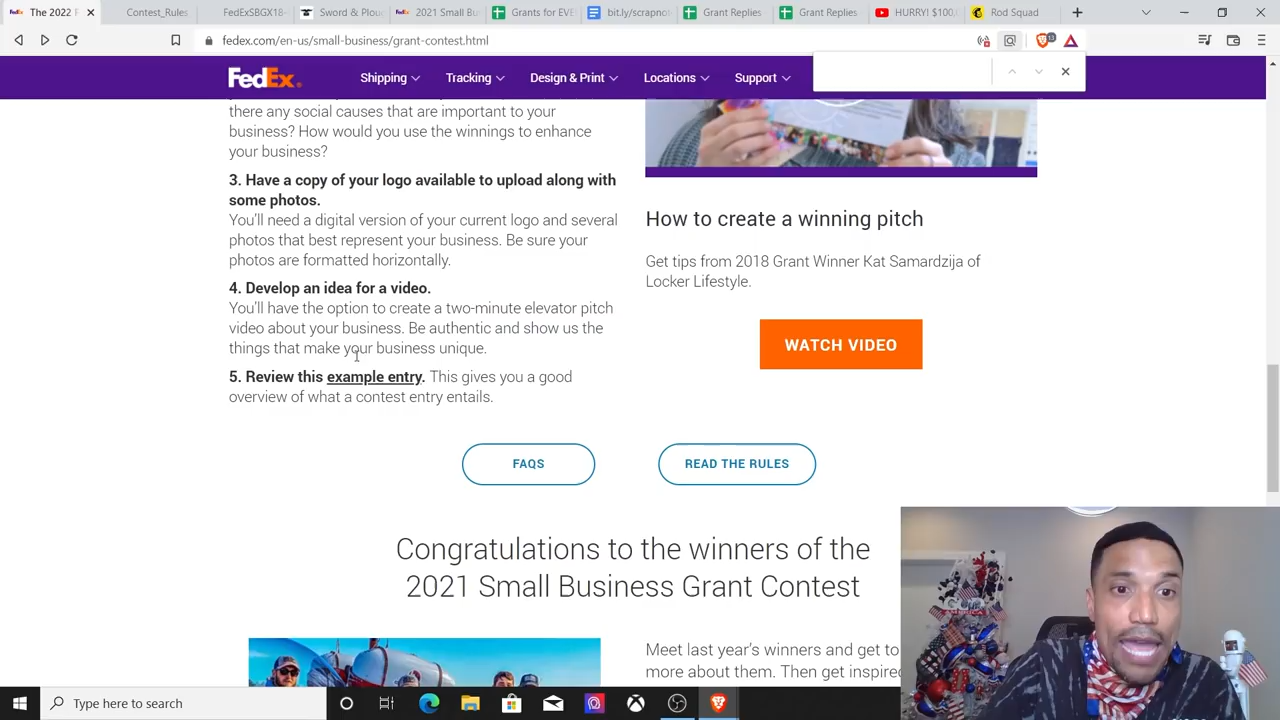 The 2022 F
Contest_Rules
FedExSBGX18-
Sword & Plou
2021 Small Bus
Grants for EVE
bit.ly/scrapnot
Grant Replies
Grant Replies
HURRY! $100,
Rod Squad
fedex.com/en-us/small-business/grant-contest.html
13
FedEx®
Shipping
Tracking
Design & Print
Locations
Support
there any social causes that are important to your
business? How would you use the winnings to enhance
your business?
3. Have a copy of your logo available to upload along with
some photos.
You'll need a digital version of your current logo and several
photos that best represent your business. Be sure your
photos are formatted horizontally.
4. Develop an idea for a video.
You'll have the option to create a two-minute elevator pitch
video about your business. Be authentic and show us the
things that make your business unique.
5. Review this example entry. This gives you a good
overview of what a contest entry entails.
How to create a winning pitch
Get tips from 2018 Grant Winner Kat Samardzija of
Locker Lifestyle.
WATCH VIDEO
FAQS
READ THE RULES
Congratulations to the winners of the
2021 Small Business Grant Contest
Meet last year's winners and get to
more about them. Then get inspired
Type here to search